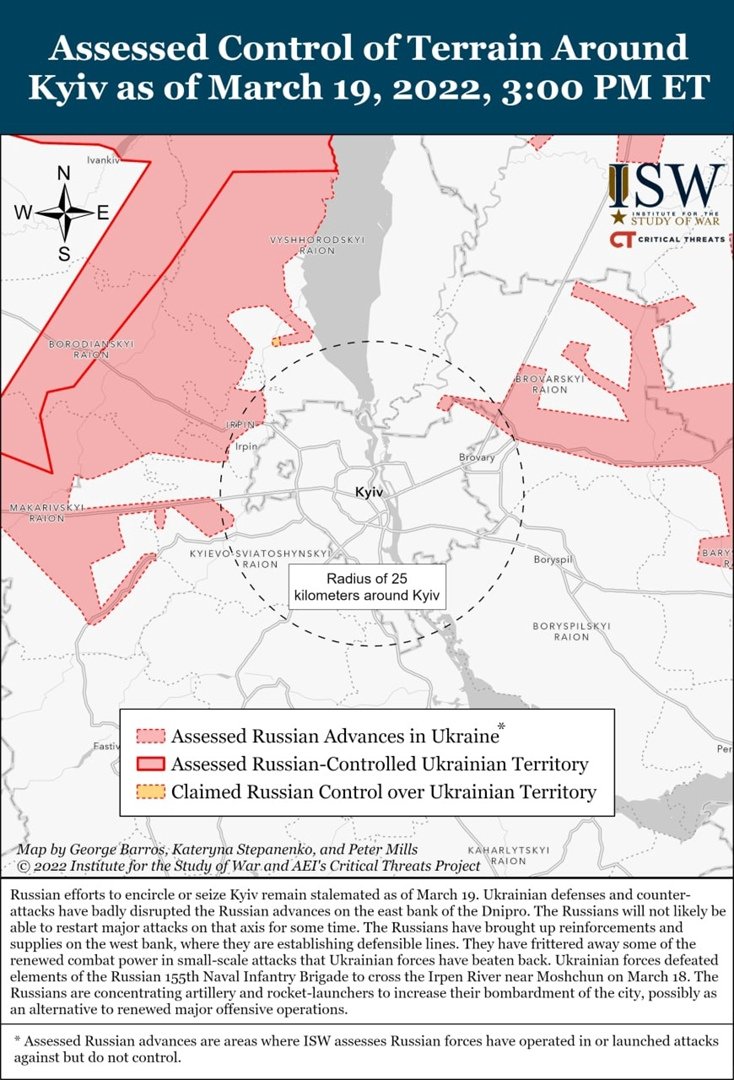 Assessed Control of Terrain Around
Kyiv as of March 19, 2022, 3:00 PM ET
Ivankiv
N
W E
S
ISW
INSTITUTE FOR THE
STUDY OF WAR
CT CRITICAL THREATS
VYSHHORODSKYI
RAION
BORODIANSKYI
RAION
BROVARSKYI
RAION
IRPIN
Irpin
Brovary
Kyiv
MAKARIVSKYI
RAION
KYIEVO-SVIATOSHYNSKYI
RAION
Boryspil
BARY
RA
Radius of 25
kilometers around Kyiv
BORYSPILSKYI
RAION
Assessed Russian Advances in Ukraine*
Assessed Russian-Controlled Ukrainian Territory
Claimed Russian Control over Ukrainian Territory
Fastiv
Per
KAHARLYTSKYI
RAION
Map by George Barros, Kateryna Stepanenko, and Peter Mills
© 2022 Institute for the Study of War and AEI's Critical Threats Project
Russian efforts to encircle or seize Kyiv remain stalemated as of March 19. Ukrainian defenses and counter-
attacks have badly disrupted the Russian advances on the east bank of the Dnipro. The Russians will not likely be
able to restart major attacks on that axis for some time. The Russians have brought up reinforcements and
supplies on the west bank, where they are establishing defensible lines. They have frittered away some of the
renewed combat power in small-scale attacks that Ukrainian forces have beaten back. Ukrainian forces defeated
elements of the Russian 155th Naval Infantry Brigade to cross the Irpen River near Moshchun on March 18. The
Russians are concentrating artillery and rocket-launchers to increase their bombardment of the city, possibly as
an alternative to renewed major offensive operations.
* Assessed Russian advances are areas where ISW assesses Russian forces have operated in or launched attacks
against but do not control.